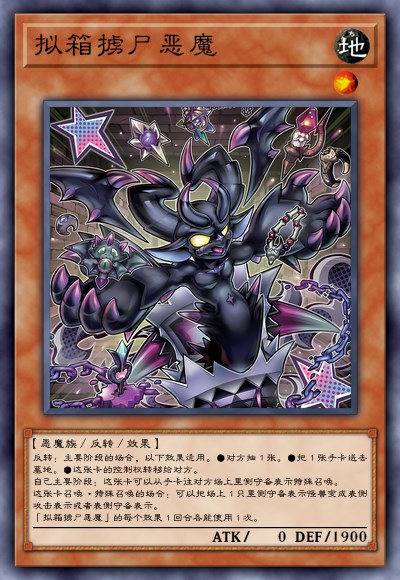 拟箱掳尸恶魔
地
【恶魔族／反转／效果】
反转：主要阶段的场合，以下效果适用。●对方抽1张。●把1张手卡送去
墓地。●这张卡的控制权转移给对方。
自己主要阶段：这张卡可以从手卡往对方场上里侧守备表示特殊召唤。
这张卡召唤・特殊召唤的场合：可以把场上1只里侧守备表示怪兽变成表侧
攻击表示或者表侧守备表示。
「拟箱掳尸恶魔」的每个效果1回合各能使用1次。
ATK/ 0 DEF/1900